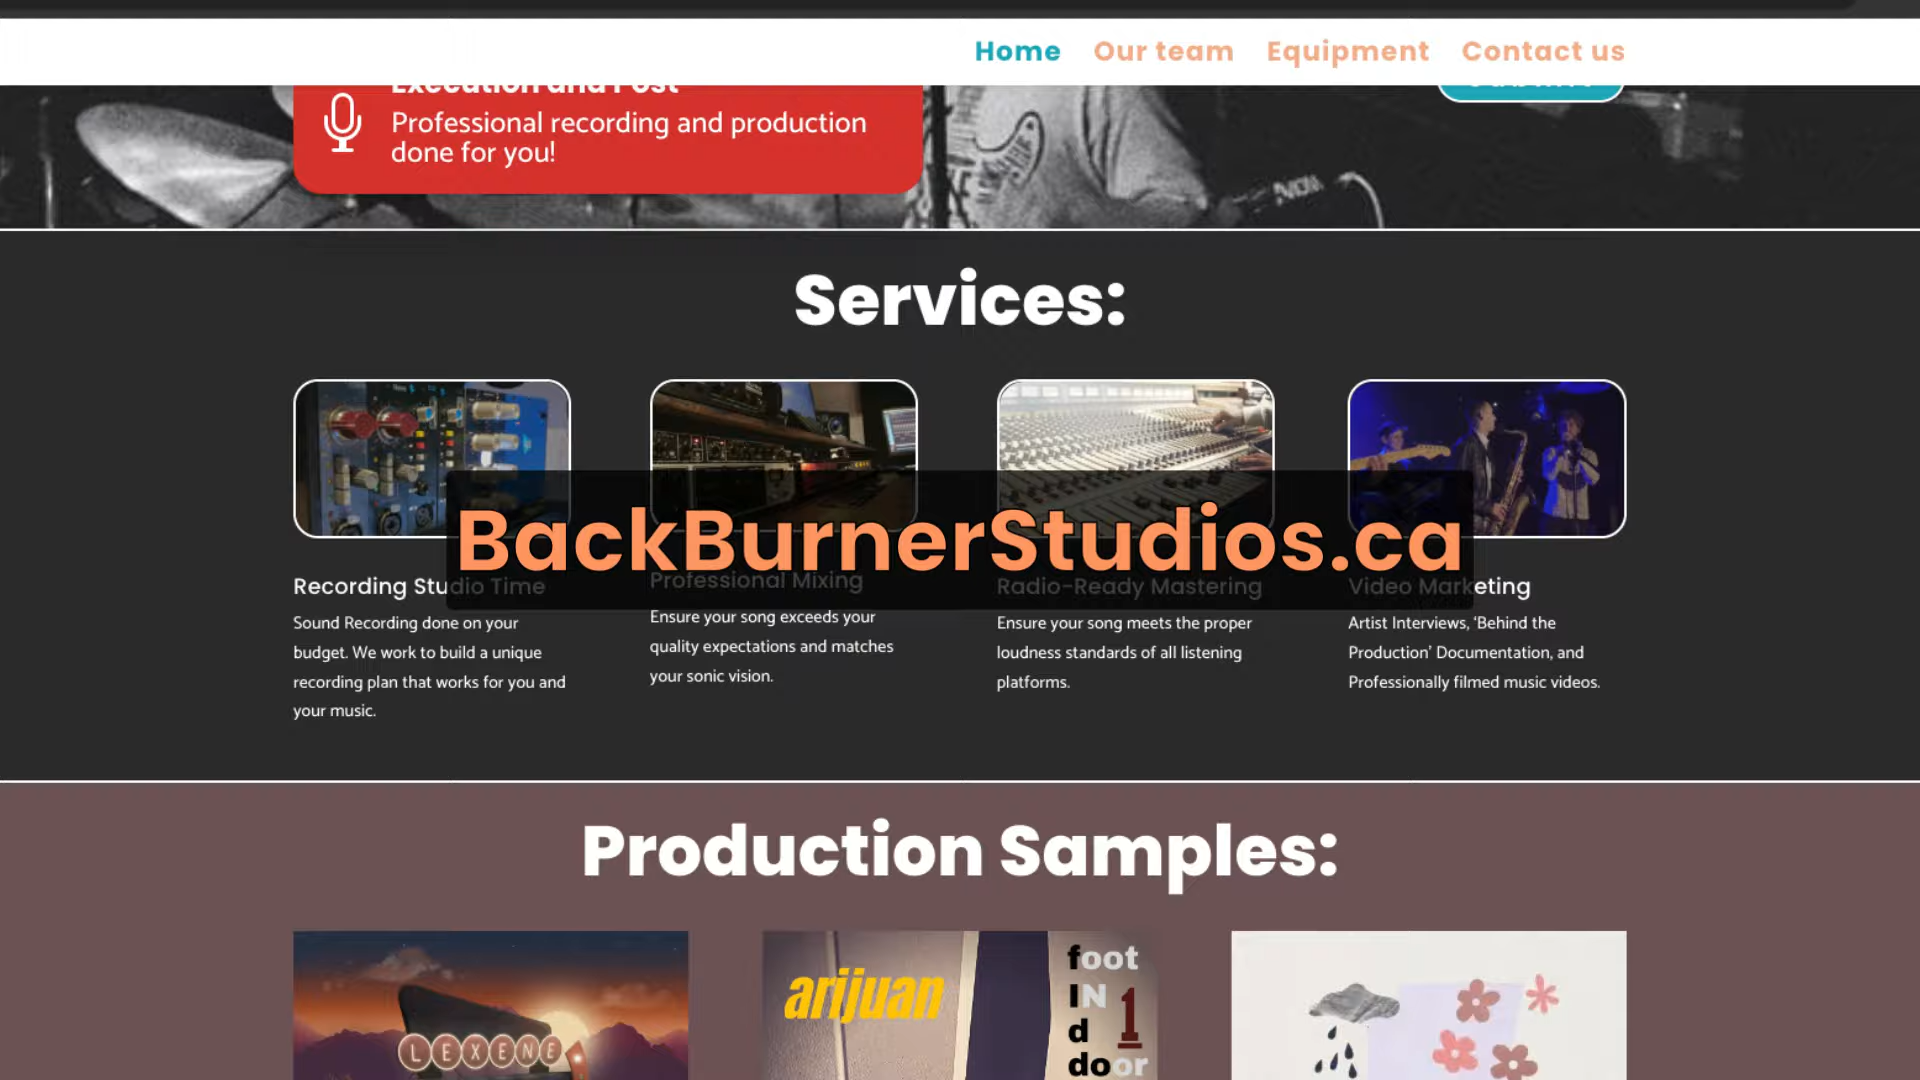 Home Our team Equipment Contact us
Execution and Post
Professional recording and production
done for you!
Services:
BackBurnerStudios.ca
Recording Studio Time
Sound Recording done on your
budget. We work to build a unique
recording plan that works for you and
your music.
Professional Mixing
Ensure your song exceeds your
quality expectations and matches
your sonic vision.
Radio-Ready Mastering
Ensure your song meets the proper
loudness standards of all listening
platforms.
Video Marketing
Artist Interviews, ‘Behind the
Production’ Documentation, and
Professionally filmed music videos.
Production Samples:
LEXENE
arijuan
foot
IN 1
d
door